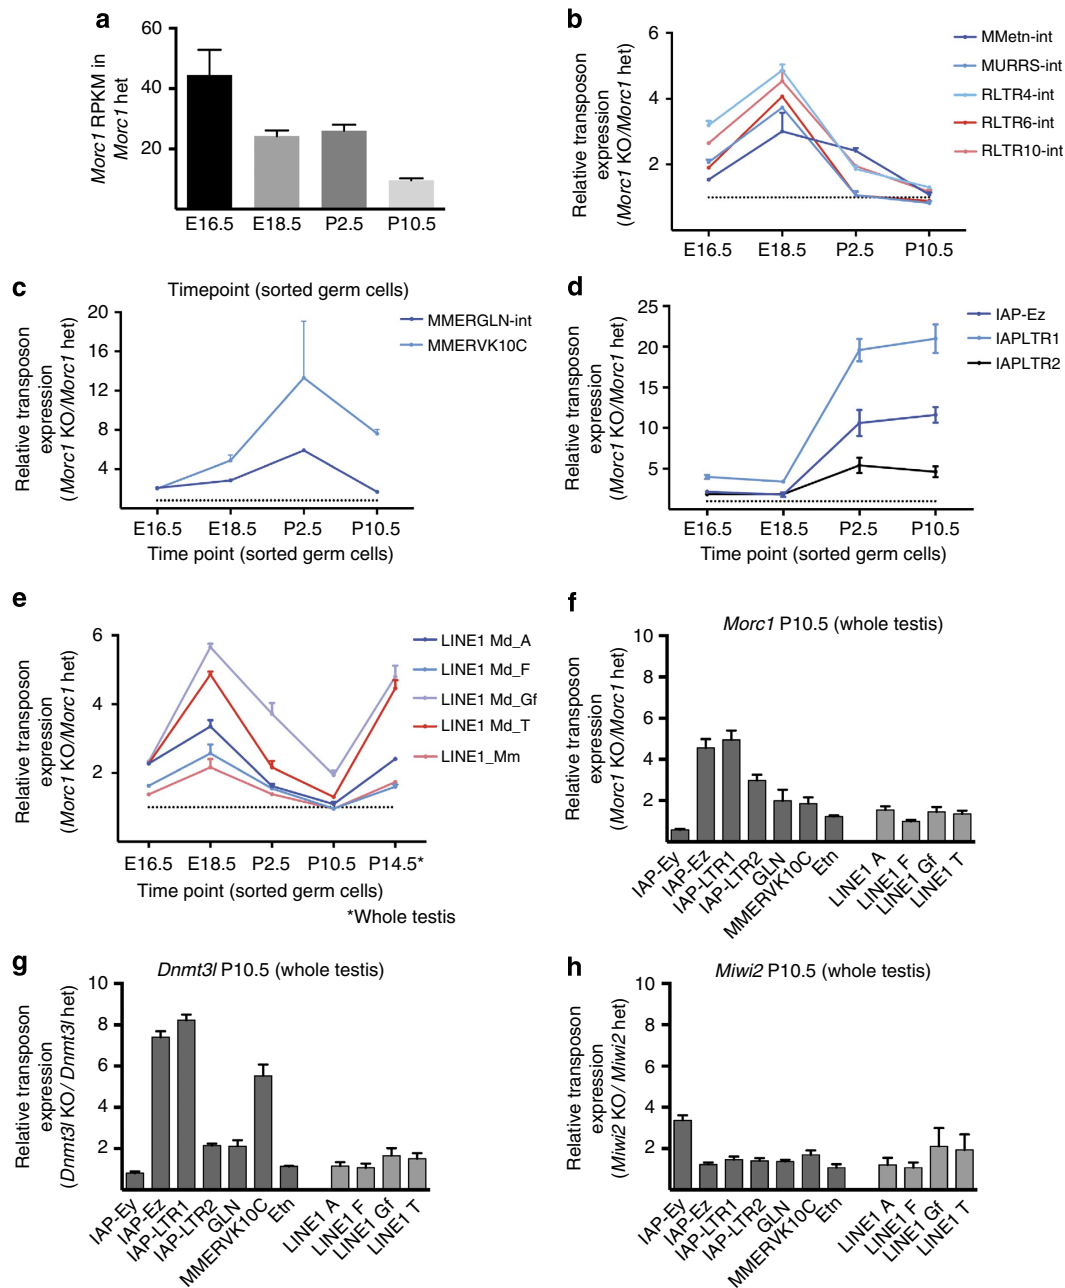 a
60
40
20
Morc1 RPKM in
Morc1 het
E16.5 E18.5 P2.5 P10.5
b
6
4
2
Relative transposon
expression
(Morc1 KO/Morc1 het)
E16.5 E18.5 P2.5 P10.5
MMetn-int
MURRS-int
RLTR4-int
RLTR6-int
RLTR10-int
c
Timepoint (sorted germ cells)
20
16
12
8
4
Relative transposon
expression
(Morc1 KO/Morc1 het)
MMERGLN-int
MMERVK10C
E16.5 E18.5 P2.5 P10.5
Time point (sorted germ cells)
d
25
20
15
10
5
Relative transposon
expression
(Morc1 KO/Morc1 het)
IAP-Ez
IAPLTR1
IAPLTR2
E16.5 E18.5 P2.5 P10.5
Time point (sorted germ cells)
e
6
4
2
Relative transposon
expression
(Morc1 KO/Morc1 het)
LINE1 Md_A
LINE1 Md_F
LINE1 Md_Gf
LINE1 Md_T
LINE1_Mm
E16.5 E18.5 P2.5 P10.5 P14.5*
Time point (sorted germ cells)
*Whole testis
f
Morc1 P10.5 (whole testis)
10
8
6
4
2
Relative transposon
expression
(Morc1 KO/Morc1 het)
IAP-Ey
IAP-Ez
IAP-LTR1
IAP-LTR2
GLN
MMERVK10C
Etn
LINE1 A
LINE1 F
LINE1 Gf
LINE1 T
g
Dnmt3l P10.5 (whole testis)
10
8
6
4
2
Relative transposon
expression
(Dnmt3l KO/ Dnmt3l het)
IAP-Ey
IAP-Ez
IAP-LTR1
IAP-LTR2
GLN
MMERVK10C
Etn
LINE1 A
LINE1 F
LINE1 Gf
LINE1 T
h
Miwi2 P10.5 (whole testis)
10
8
6
4
2
Relative transposon
expression
(Miwi2 KO/ Miwi2 het)
IAP-Ey
IAP-Ez
IAP-LTR1
IAP-LTR2
GLN
MMERVK10C
Etn
LINE1 A
LINE1 F
LINE1 Gf
LINE1 T